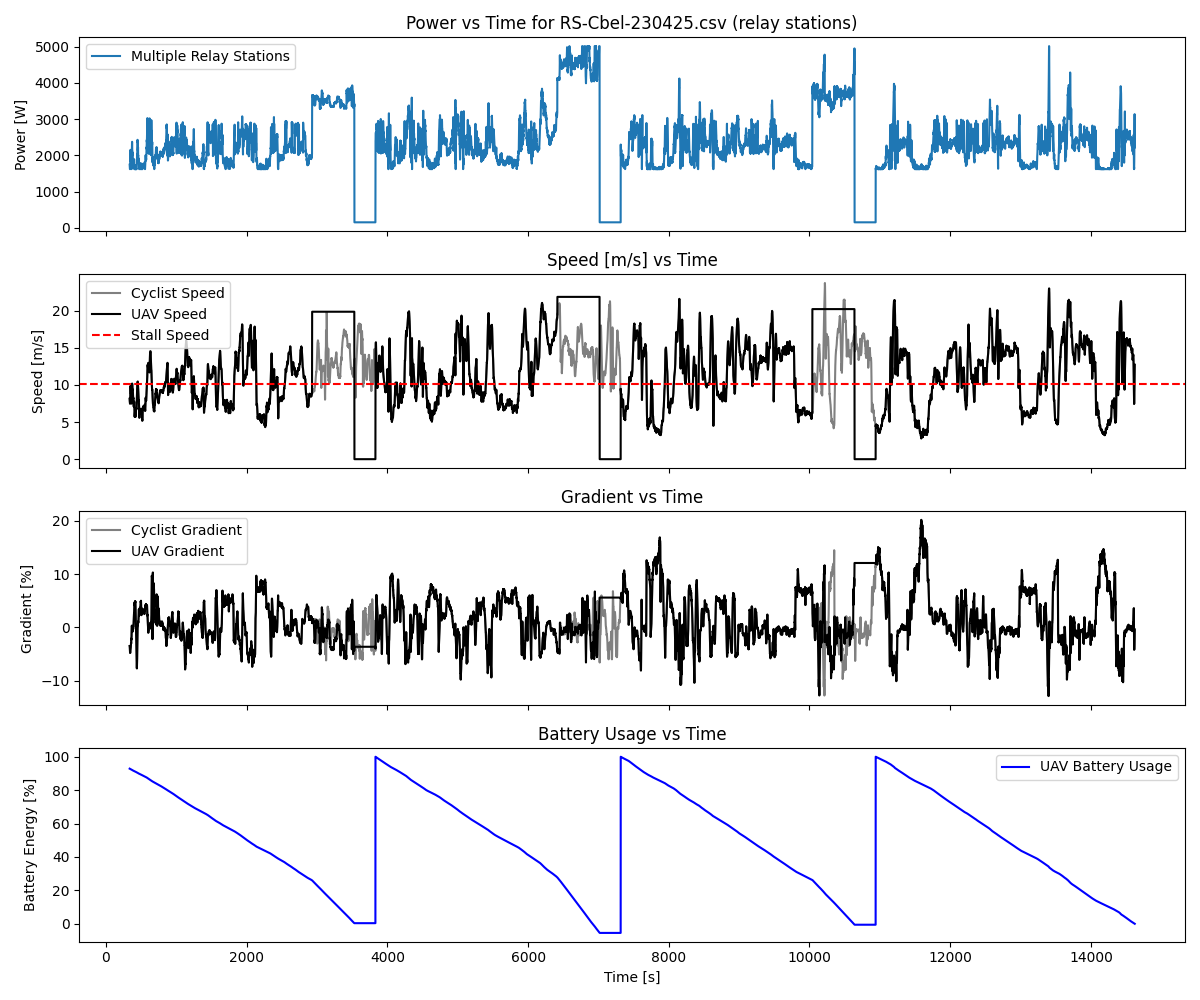 Power vs Time for RS-Cbel-230425.csv (relay stations)
Power [W]
5000
4000
3000
2000
1000
0
Multiple Relay Stations
Speed [m/s] vs Time
Speed [m/s]
20
15
10
5
0
Cyclist Speed
UAV Speed
Stall Speed
Gradient vs Time
Gradient [%]
20
10
0
−10
Cyclist Gradient
UAV Gradient
Battery Usage vs Time
Battery Energy [%]
100
80
60
40
20
0
UAV Battery Usage
0 2000 4000 6000 8000 10000 12000 14000
Time [s]